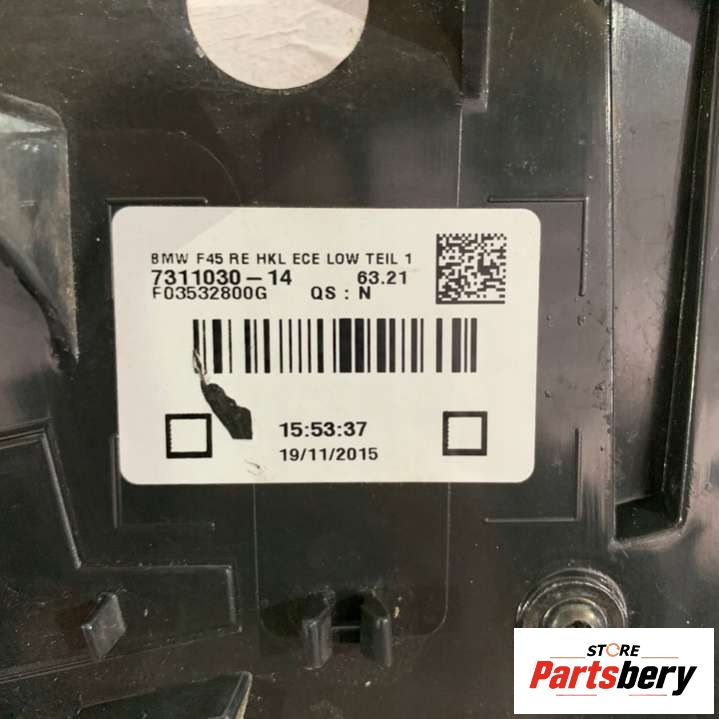 BMW F45 RE HKL ECE LOW TEIL 1
7311030-14 63.21
F03532800G QS : N
15:53:37
19/11/2015
STORE
Partsbery